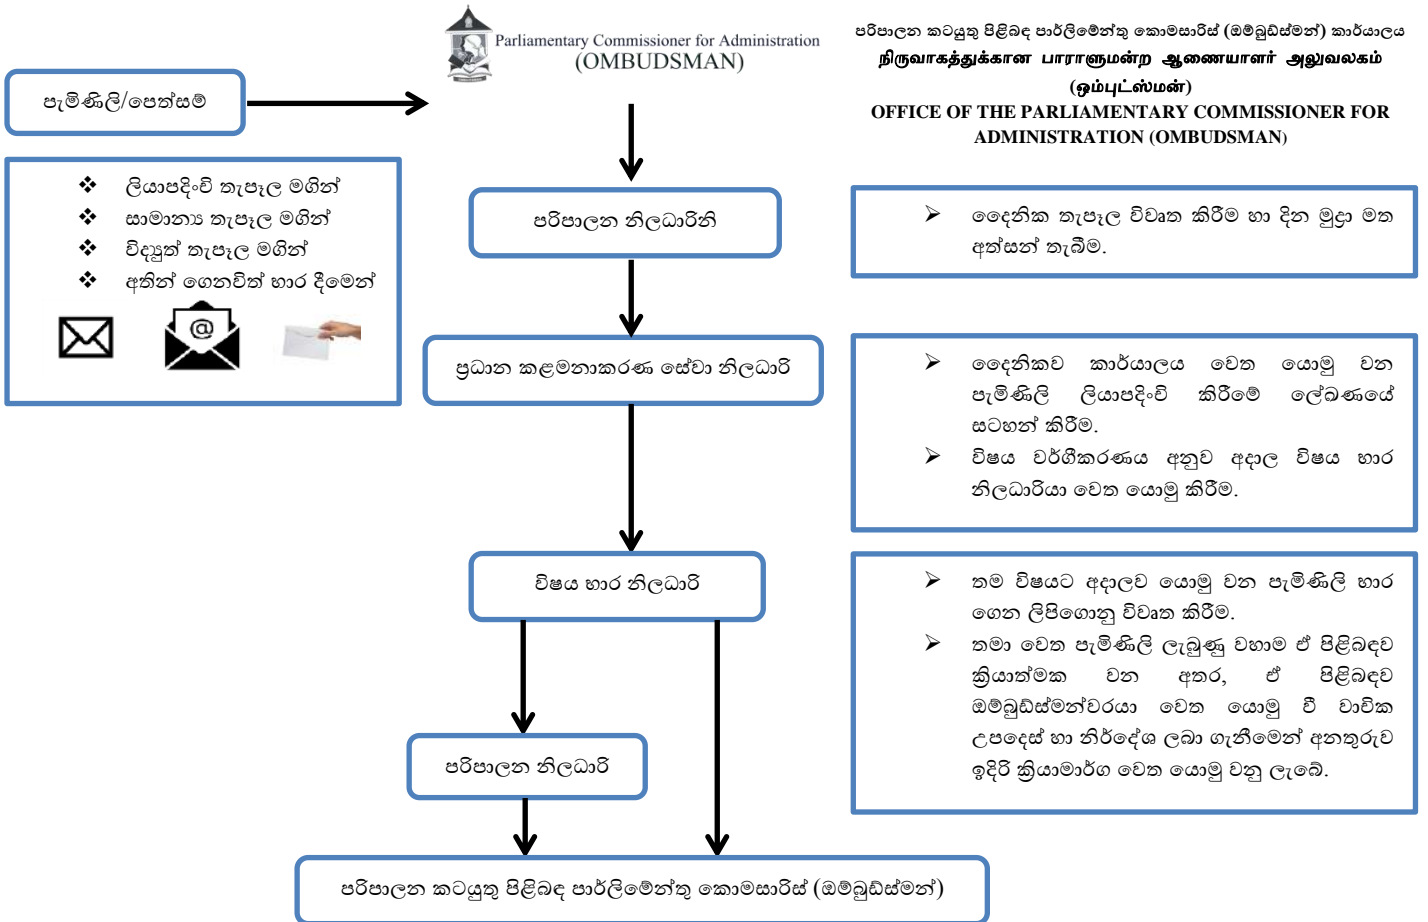 Parliamentary Commissioner for Administration
(OMBUDSMAN)
පරිපාලන කටයුතු පිළිබඳ පාර්ලිමේන්තු කොමසාරිස් (ඔම්බුඩ්ස්මන්) කාර්යාලය
நிருவாகத்துக்கான பாராளுமன்ற ஆணையாளர் அலுவலகம்
(ஒம்புட்ஸ்மன்)
OFFICE OF THE PARLIAMENTARY COMMISSIONER FOR
ADMINISTRATION (OMBUDSMAN)
පැමිණිලි/පෙත්සම්
❖ ලියාපදිංචි තැපෑල මගින්
❖ සාමාන්‍ය තැපෑල මගින්
❖ විද්‍යුත් තැපෑල මගින්
❖ අතින් ගෙනවිත් භාර දීමෙන්
@
පරිපාලන නිලධාරිනි
➢ දෛනික තැපෑල විවෘත කිරීම හා දින මුද්‍රා මත
අත්සන් තැබීම.
ප්‍රධාන කළමනාකරණ සේවා නිලධාරි
➢ දෛනිකව කාර්යාලය වෙත යොමු වන
පැමිණිලි ලියාපදිංචි කිරීමේ ලේඛණයේ
සටහන් කිරීම.
➢ විෂය වර්ගීකරණය අනුව අදාල විෂය භාර
නිලධාරියා වෙත යොමු කිරීම.
විෂය භාර නිලධාරි
➢ තම විෂයට අදාලව යොමු වන පැමිණිලි භාර
ගෙන ලිපිගොනු විවෘත කිරීම.
➢ තමා වෙත පැමිණිලි ලැබුණු වහාම ඒ පිළිබඳව
ක්‍රියාත්මක වන අතර, ඒ පිළිබඳව
ඔම්බුඩ්ස්මන්වරයා වෙත යොමු වී වාචික
උපදෙස් හා නිර්දේශ ලබා ගැනීමෙන් අනතුරුව
ඉදිරි ක්‍රියාමාර්ග වෙත යොමු වනු ලැබේ.
පරිපාලන නිලධාරි
පරිපාලන කටයුතු පිළිබඳ පාර්ලිමේන්තු කොමසාරිස් (ඔම්බුඩ්ස්මන්)